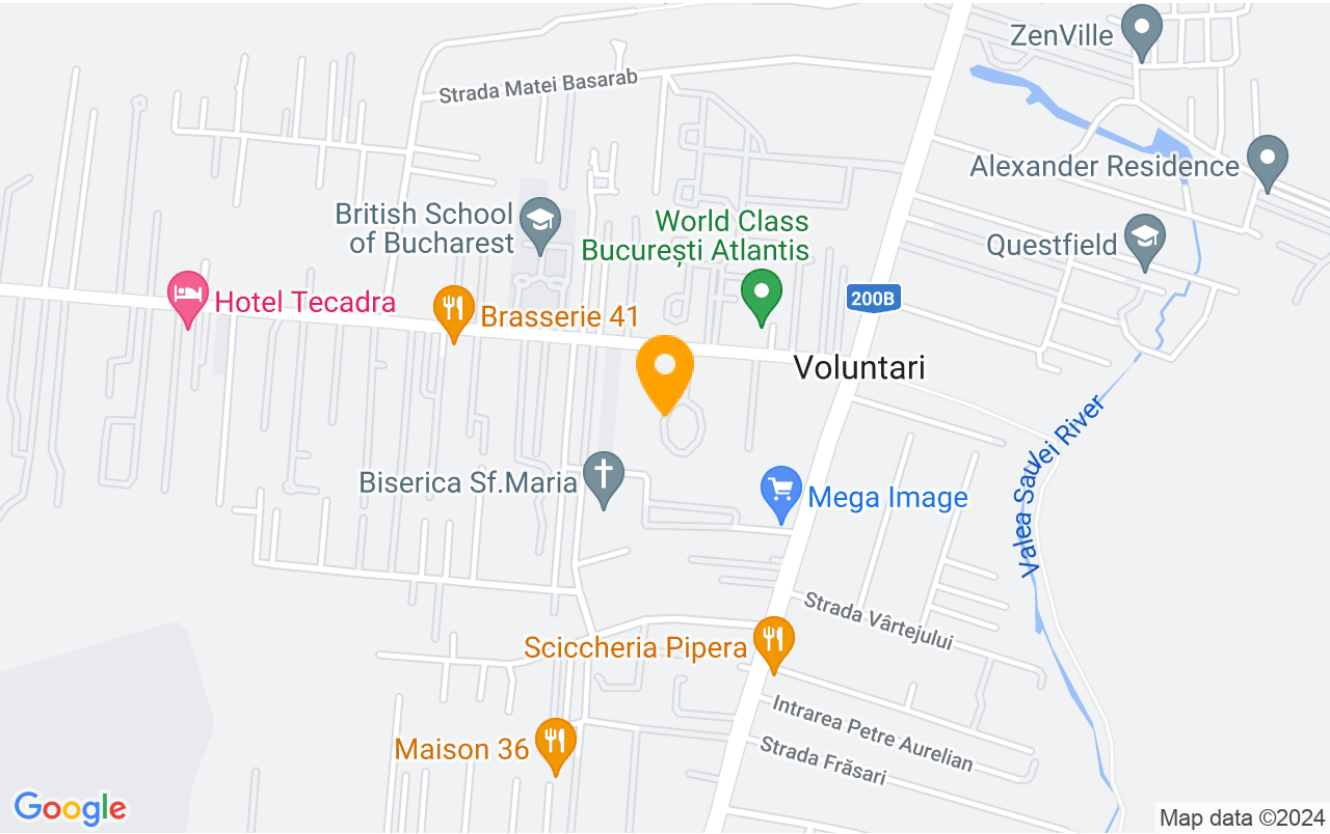 ZenVille
Strada Matei Basarab
Alexander Residence
British School
of Bucharest
World Class
București Atlantis
Questfield
Hotel Tecadra
200B
Brasserie 41
Voluntari
Valea Saulei River
Biserica Sf.Maria
Mega Image
Strada Vârtejului
Sciccheria Pipera
Intrarea Petre Aurelian
Maison 36
Strada Frăsari
Google
Map data ©2024